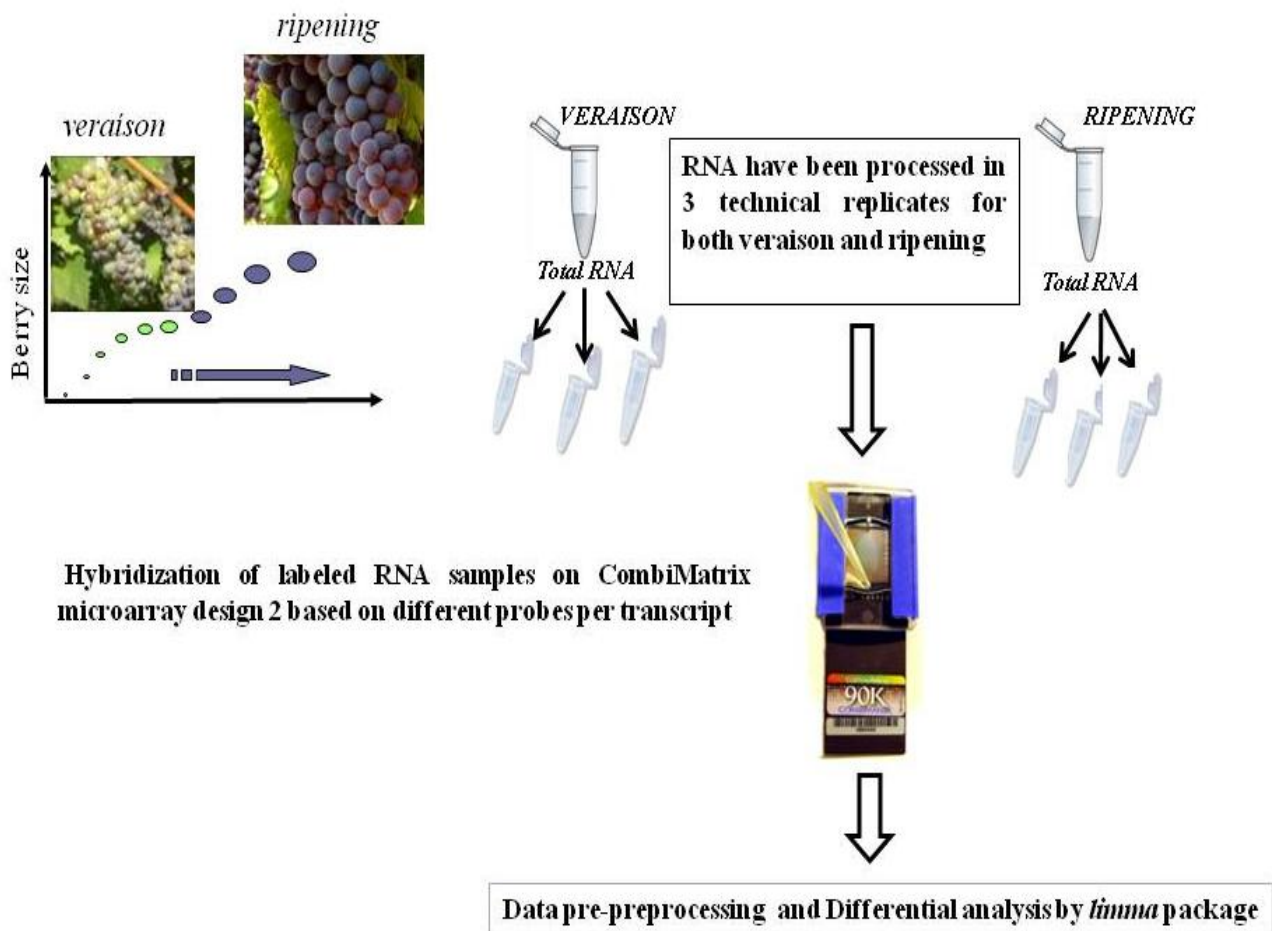 ripening
veraison
Berry size
VERAISON
Total RNA
RNA have been processed in
3 technical replicates for
both veraison and ripening
RIPENING
Total RNA
Hybridization of labeled RNA samples on CombiMatrix
microarray design 2 based on different probes per transcript
90K
Data pre-preprocessing and Differential analysis by limma package